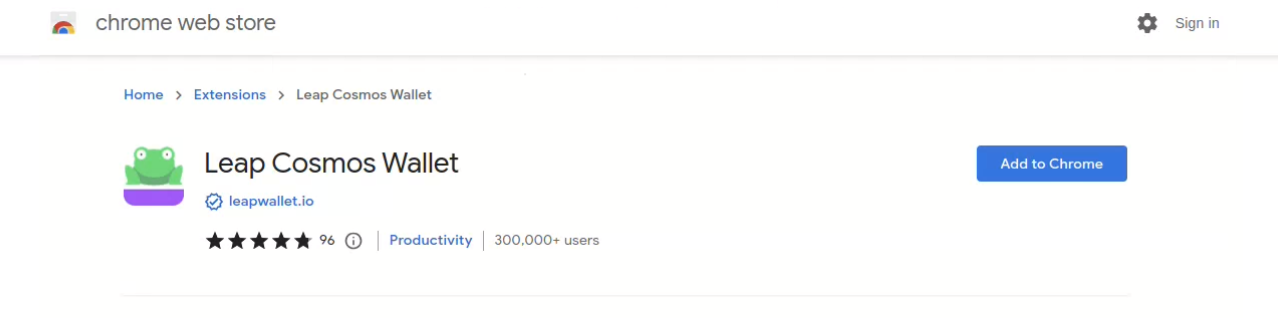 chrome web store Sign in
Home > Extensions > Leap Cosmos Wallet
Leap Cosmos Wallet Add to Chrome
leapwallet.io
96 Productivity 300,000+ users